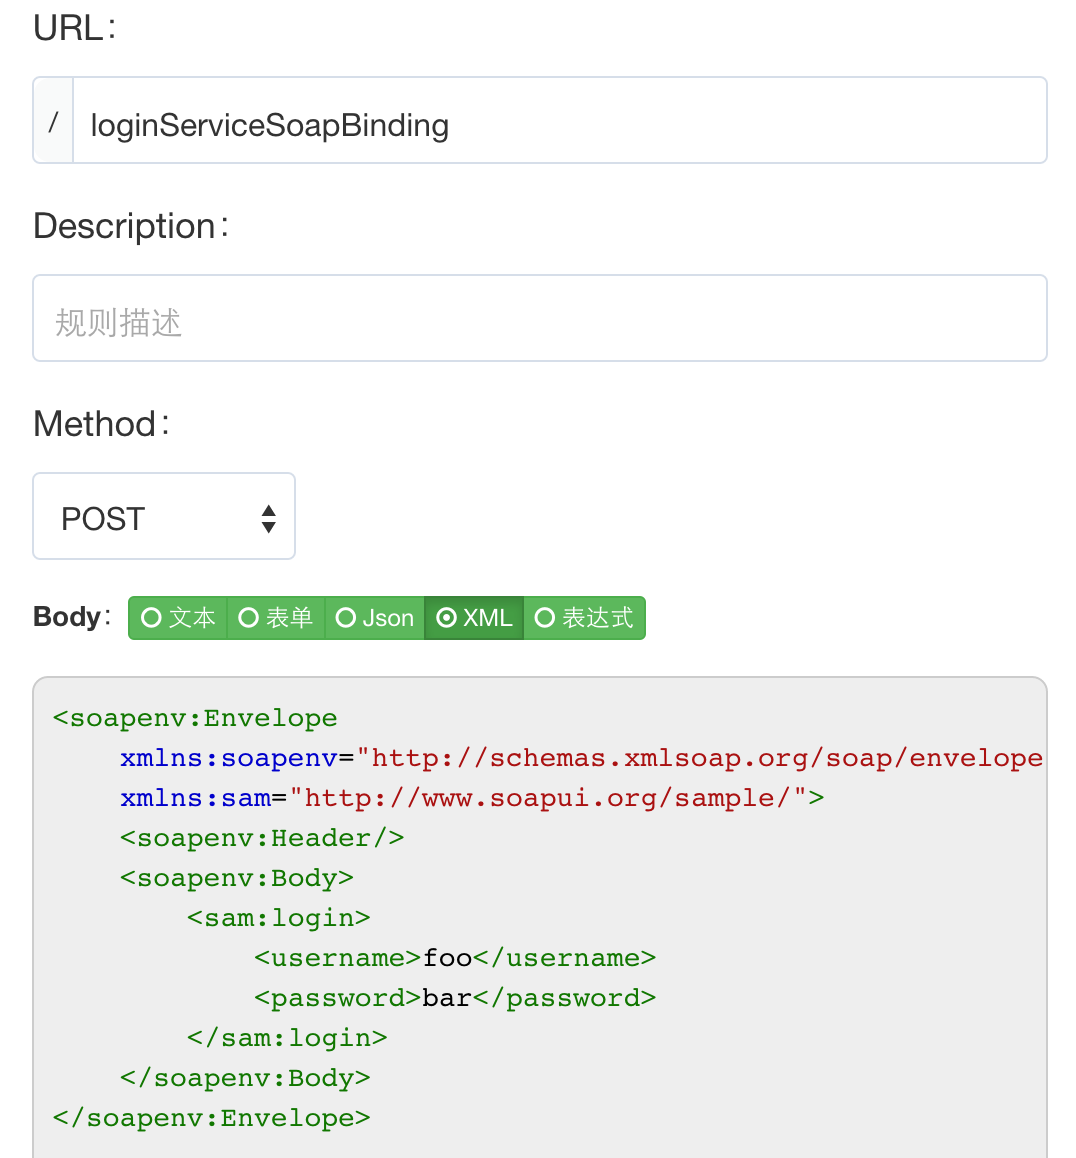 URL:
/ loginServiceSoapBinding
Description:
规则描述
Method:
POST
Body: 文本 表单 Json XML 表达式
<soapenv:Envelope
    xmlns:soapenv="http://schemas.xmlsoap.org/soap/envelope
    xmlns:sam="http://www.soapui.org/sample/">
    <soapenv:Header/>
    <soapenv:Body>
        <sam:login>
            <username>foo</username>
            <password>bar</password>
        </sam:login>
    </soapenv:Body>
</soapenv:Envelope>